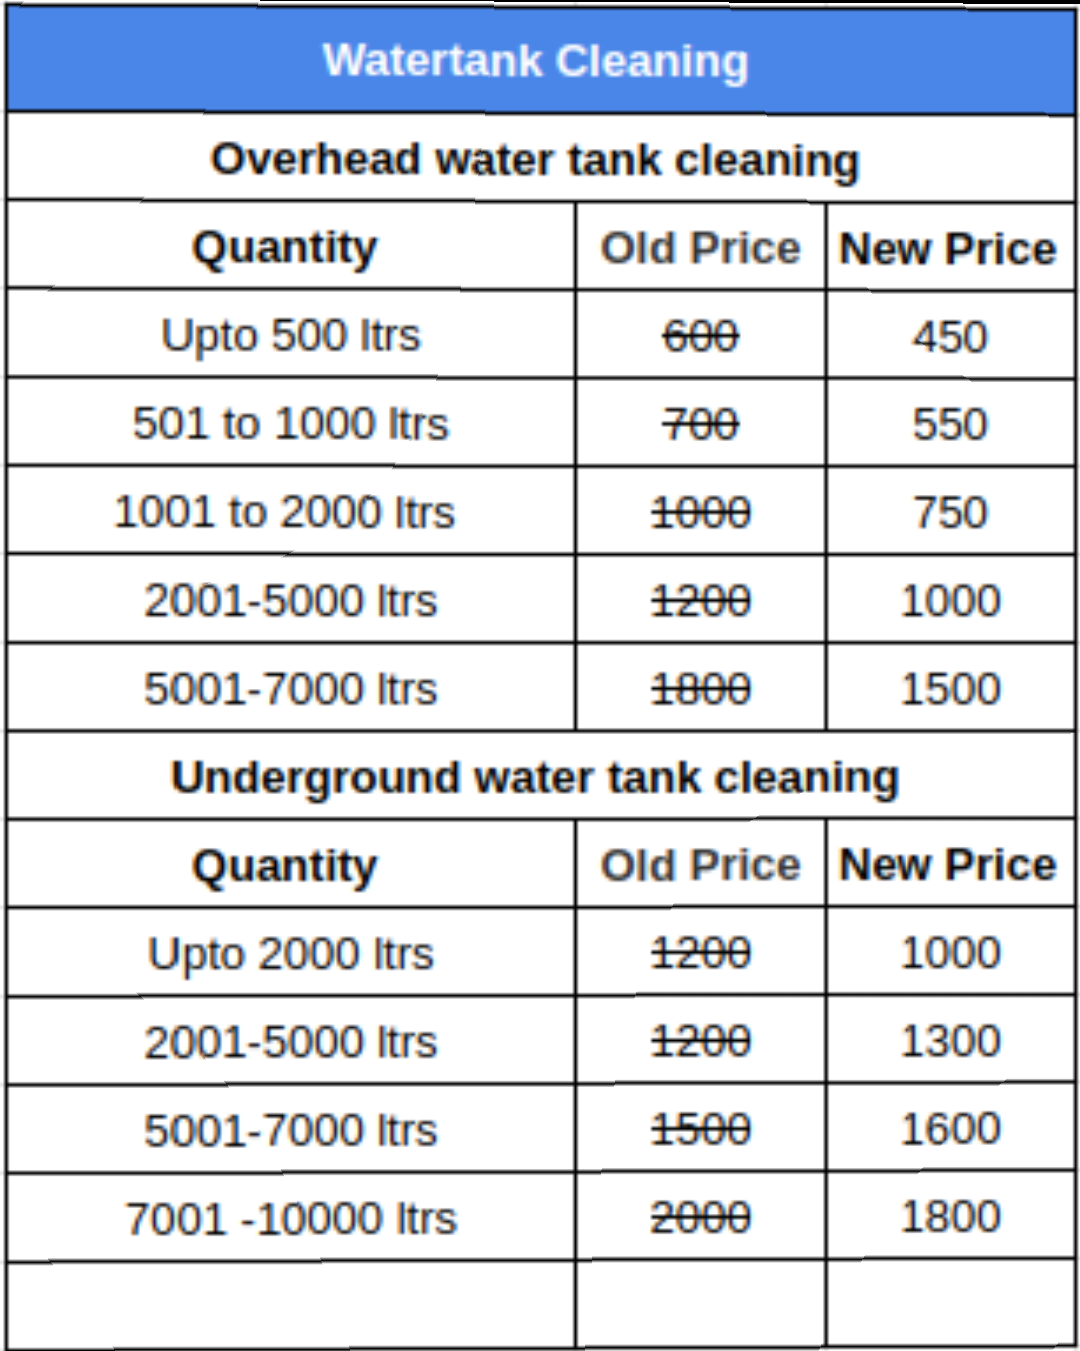 Watertank Cleaning
Overhead water tank cleaning
Quantity Old Price New Price
Upto 500 ltrs 600 450
501 to 1000 ltrs 700 550
1001 to 2000 ltrs 1000 750
2001-5000 ltrs 1200 1000
5001-7000 ltrs 1800 1500
Underground water tank cleaning
Quantity Old Price New Price
Upto 2000 ltrs 1200 1000
2001-5000 ltrs 1200 1300
5001-7000 ltrs 1500 1600
7001 -10000 ltrs 2000 1800